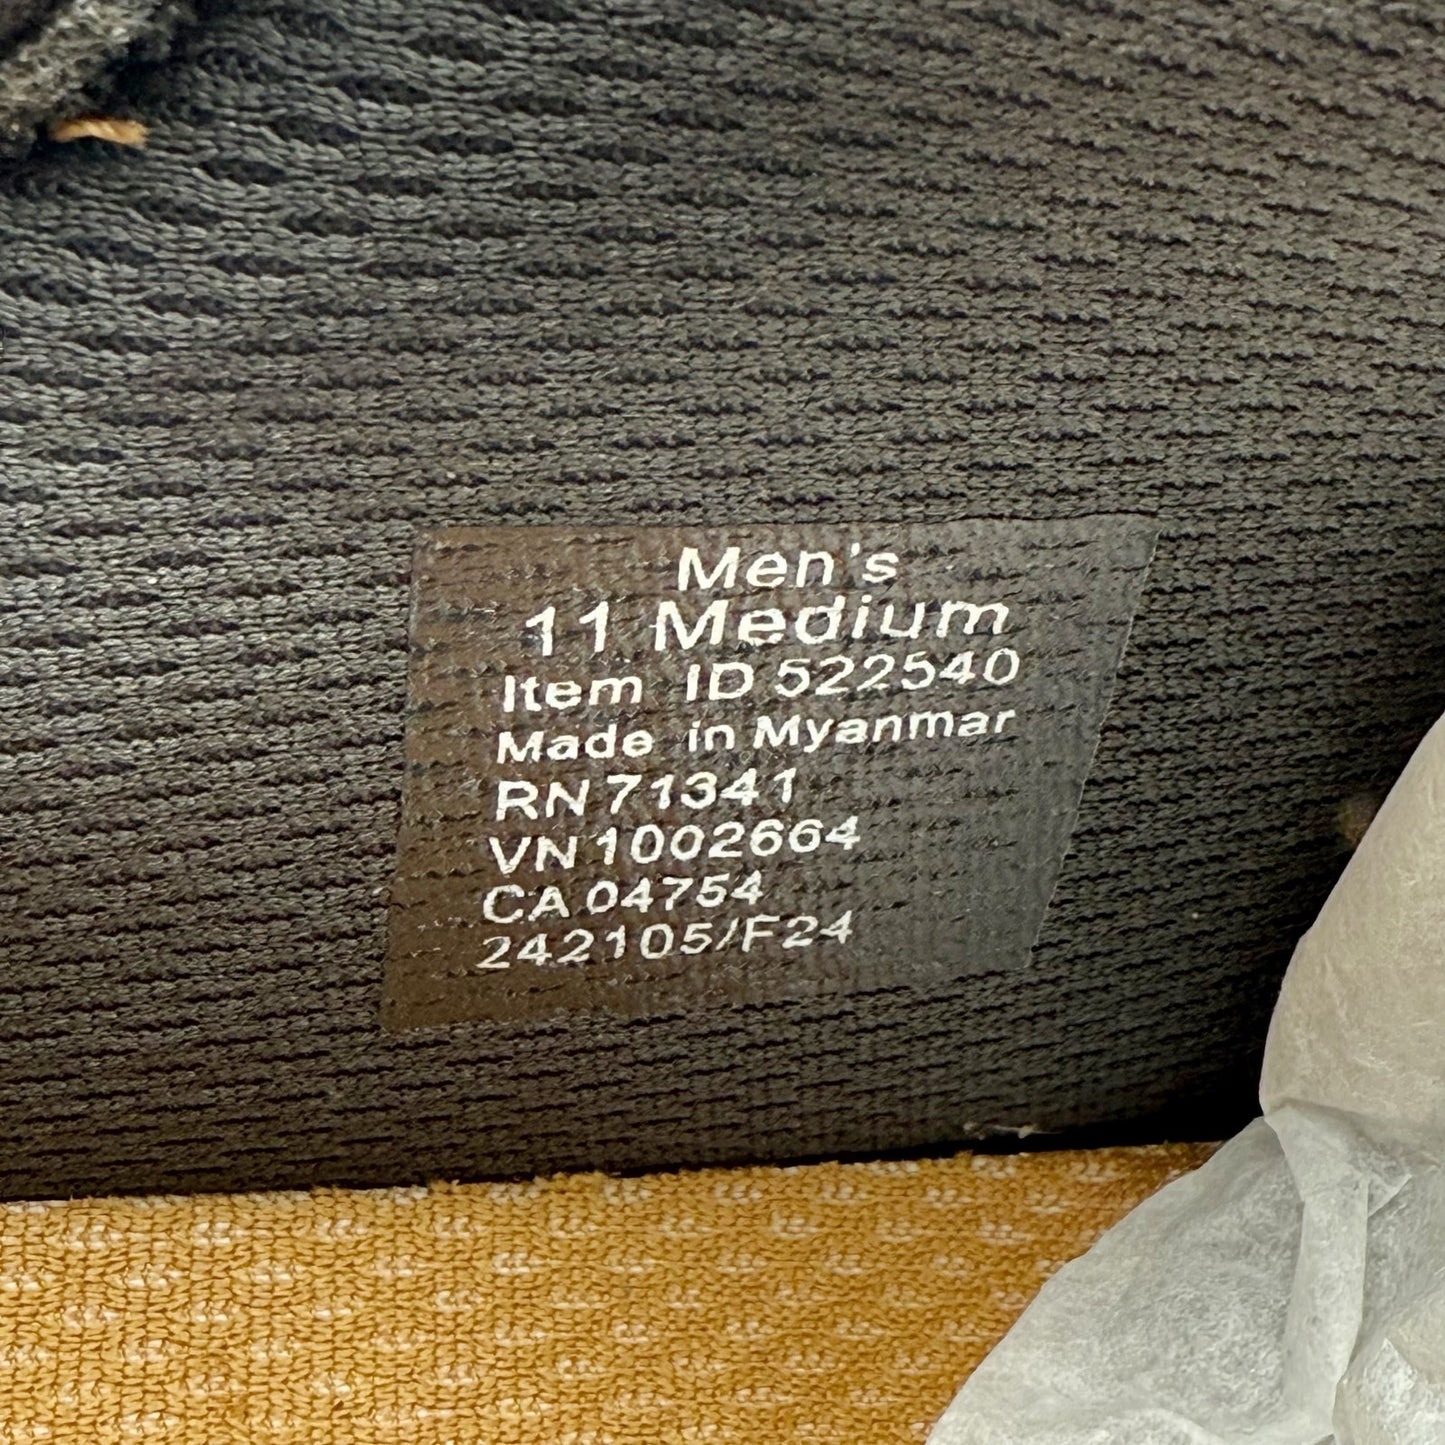 Men's
11 Medium
Item ID 522540
Made in Myanmar
RN 71341
VN 1002664
CA 04754
242105/F24